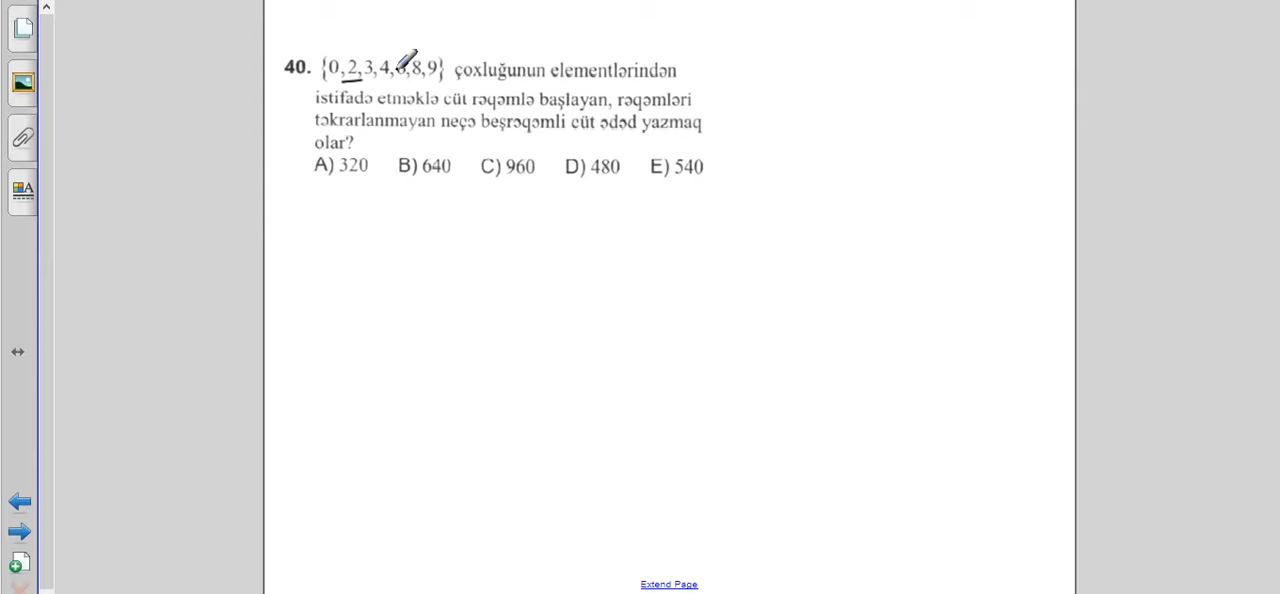 40. {0,2,3,4, ,8,9} çoxluğunun elementlərindən
istifadə etməklə cüt rəqəmlə başlayan, rəqəmləri
təkrarlanmayan neçə beşrəqəmli cüt ədəd yazmaq
olar?
A) 320 B) 640 C) 960 D) 480 E) 540
Extend Page